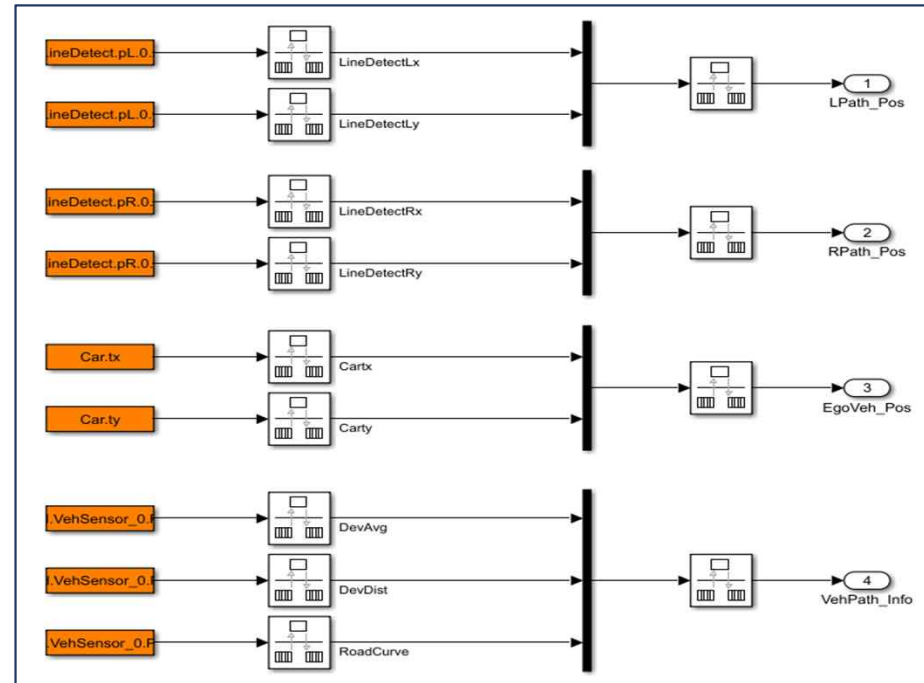 ineDetect.pL.0.
LineDetectLx
ineDetect.pL.0.
LineDetectLy
1
LPath_Pos
ineDetect.pR.0.
LineDetectRx
ineDetect.pR.0.
LineDetectRy
2
RPath_Pos
Car.tx
Cartx
Car.ty
Carty
3
EgoVeh_Pos
.VehSensor_0.F
DevAvg
.VehSensor_0.F
DevDist
.VehSensor_0.F
RoadCurve
4
VehPath_Info